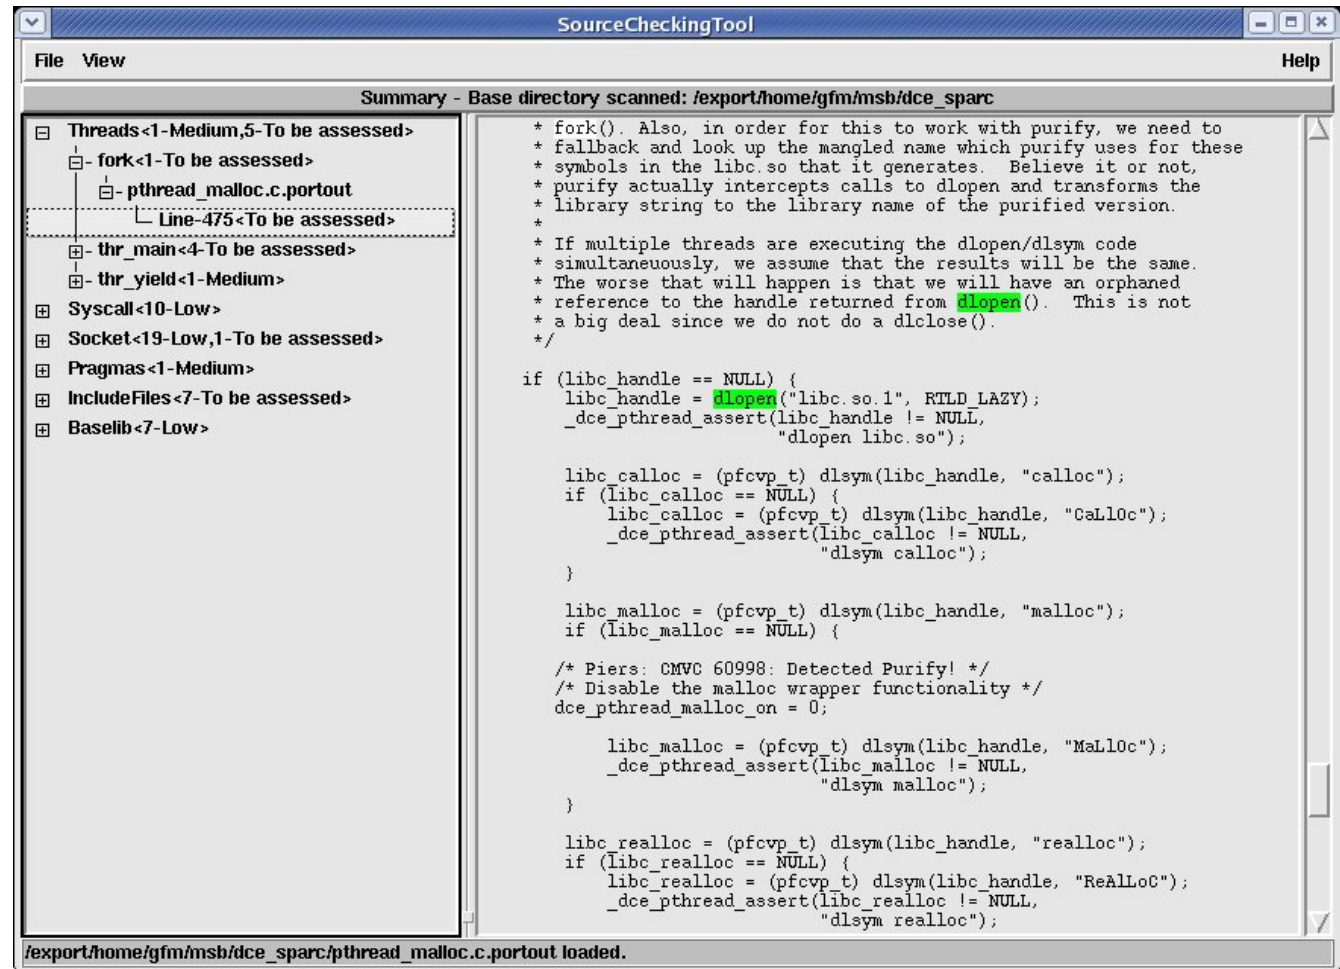 SourceCheckingTool
File View Help
Summary - Base directory scanned: /export/home/gfm/msb/dce_sparc
Threads<1-Medium,5-To be assessed>
fork<1-To be assessed>
pthread_malloc.c.portout
Line-475<To be assessed>
thr_main<4-To be assessed>
thr_yield<1-Medium>
Syscall<10-Low>
Socket<19-Low,1-To be assessed>
Pragmas<1-Medium>
IncludeFiles<7-To be assessed>
Baselib<7-Low>
* fork(). Also, in order for this to work with purify, we need to
* fallback and look up the mangled name which purify uses for these
* symbols in the libc.so that it generates.  Believe it or not,
* purify actually intercepts calls to dlopen and transforms the
* library string to the library name of the purified version.
*
* If multiple threads are executing the dlopen/dlsym code
* simultaneuously, we assume that the results will be the same.
* The worse that will happen is that we will have an orphaned
* reference to the handle returned from dlopen().  This is not
* a big deal since we do not do a dlclose().
*/
if (libc_handle == NULL) {
libc_handle = dlopen("libc.so.1", RTLD_LAZY);
_dce_pthread_assert(libc_handle != NULL,
"dlopen libc.so");
libc_calloc = (pfcvp_t) dlsym(libc_handle, "calloc");
if (libc_calloc == NULL) {
libc_calloc = (pfcvp_t) dlsym(libc_handle, "CaLlOc");
_dce_pthread_assert(libc_calloc != NULL,
"dlsym calloc");
}
libc_malloc = (pfcvp_t) dlsym(libc_handle, "malloc");
if (libc_malloc == NULL) {
/* Piers: CMVC 60998: Detected Purify! */
/* Disable the malloc wrapper functionality */
dce_pthread_malloc_on = 0;
libc_malloc = (pfcvp_t) dlsym(libc_handle, "MaLlOc");
_dce_pthread_assert(libc_malloc != NULL,
"dlsym malloc");
}
libc_realloc = (pfcvp_t) dlsym(libc_handle, "realloc");
if (libc_realloc == NULL) {
libc_realloc = (pfcvp_t) dlsym(libc_handle, "ReAlLoC");
_dce_pthread_assert(libc_realloc != NULL,
"dlsym realloc");
/export/home/gfm/msb/dce_sparc/pthread_malloc.c.portout loaded.